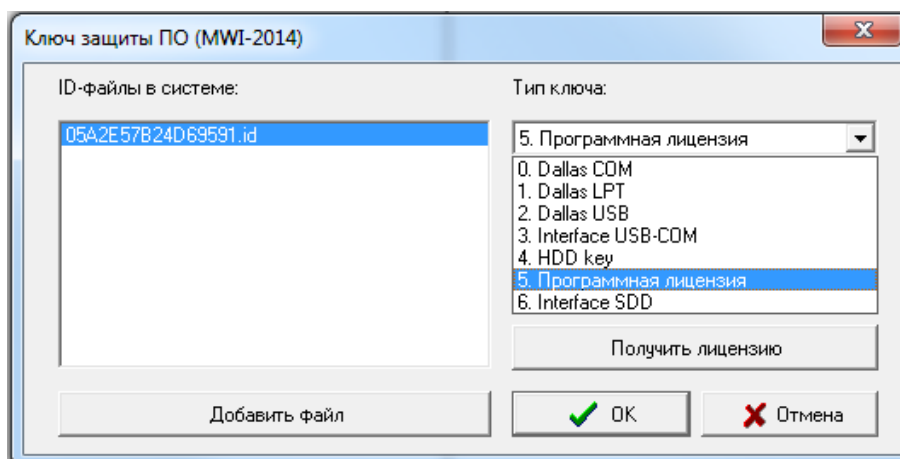 Ключ защиты ПО (MWI-2014)
ID-файлы в системе:
Тип ключа:
05A2E57B24D69591.id
5. Программная лицензия
0. Dallas COM
1. Dallas LPT
2. Dallas USB
3. Interface USB-COM
4. HDD key
5. Программная лицензия
6. Interface SDD
Получить лицензию
Добавить файл
OK
Отмена